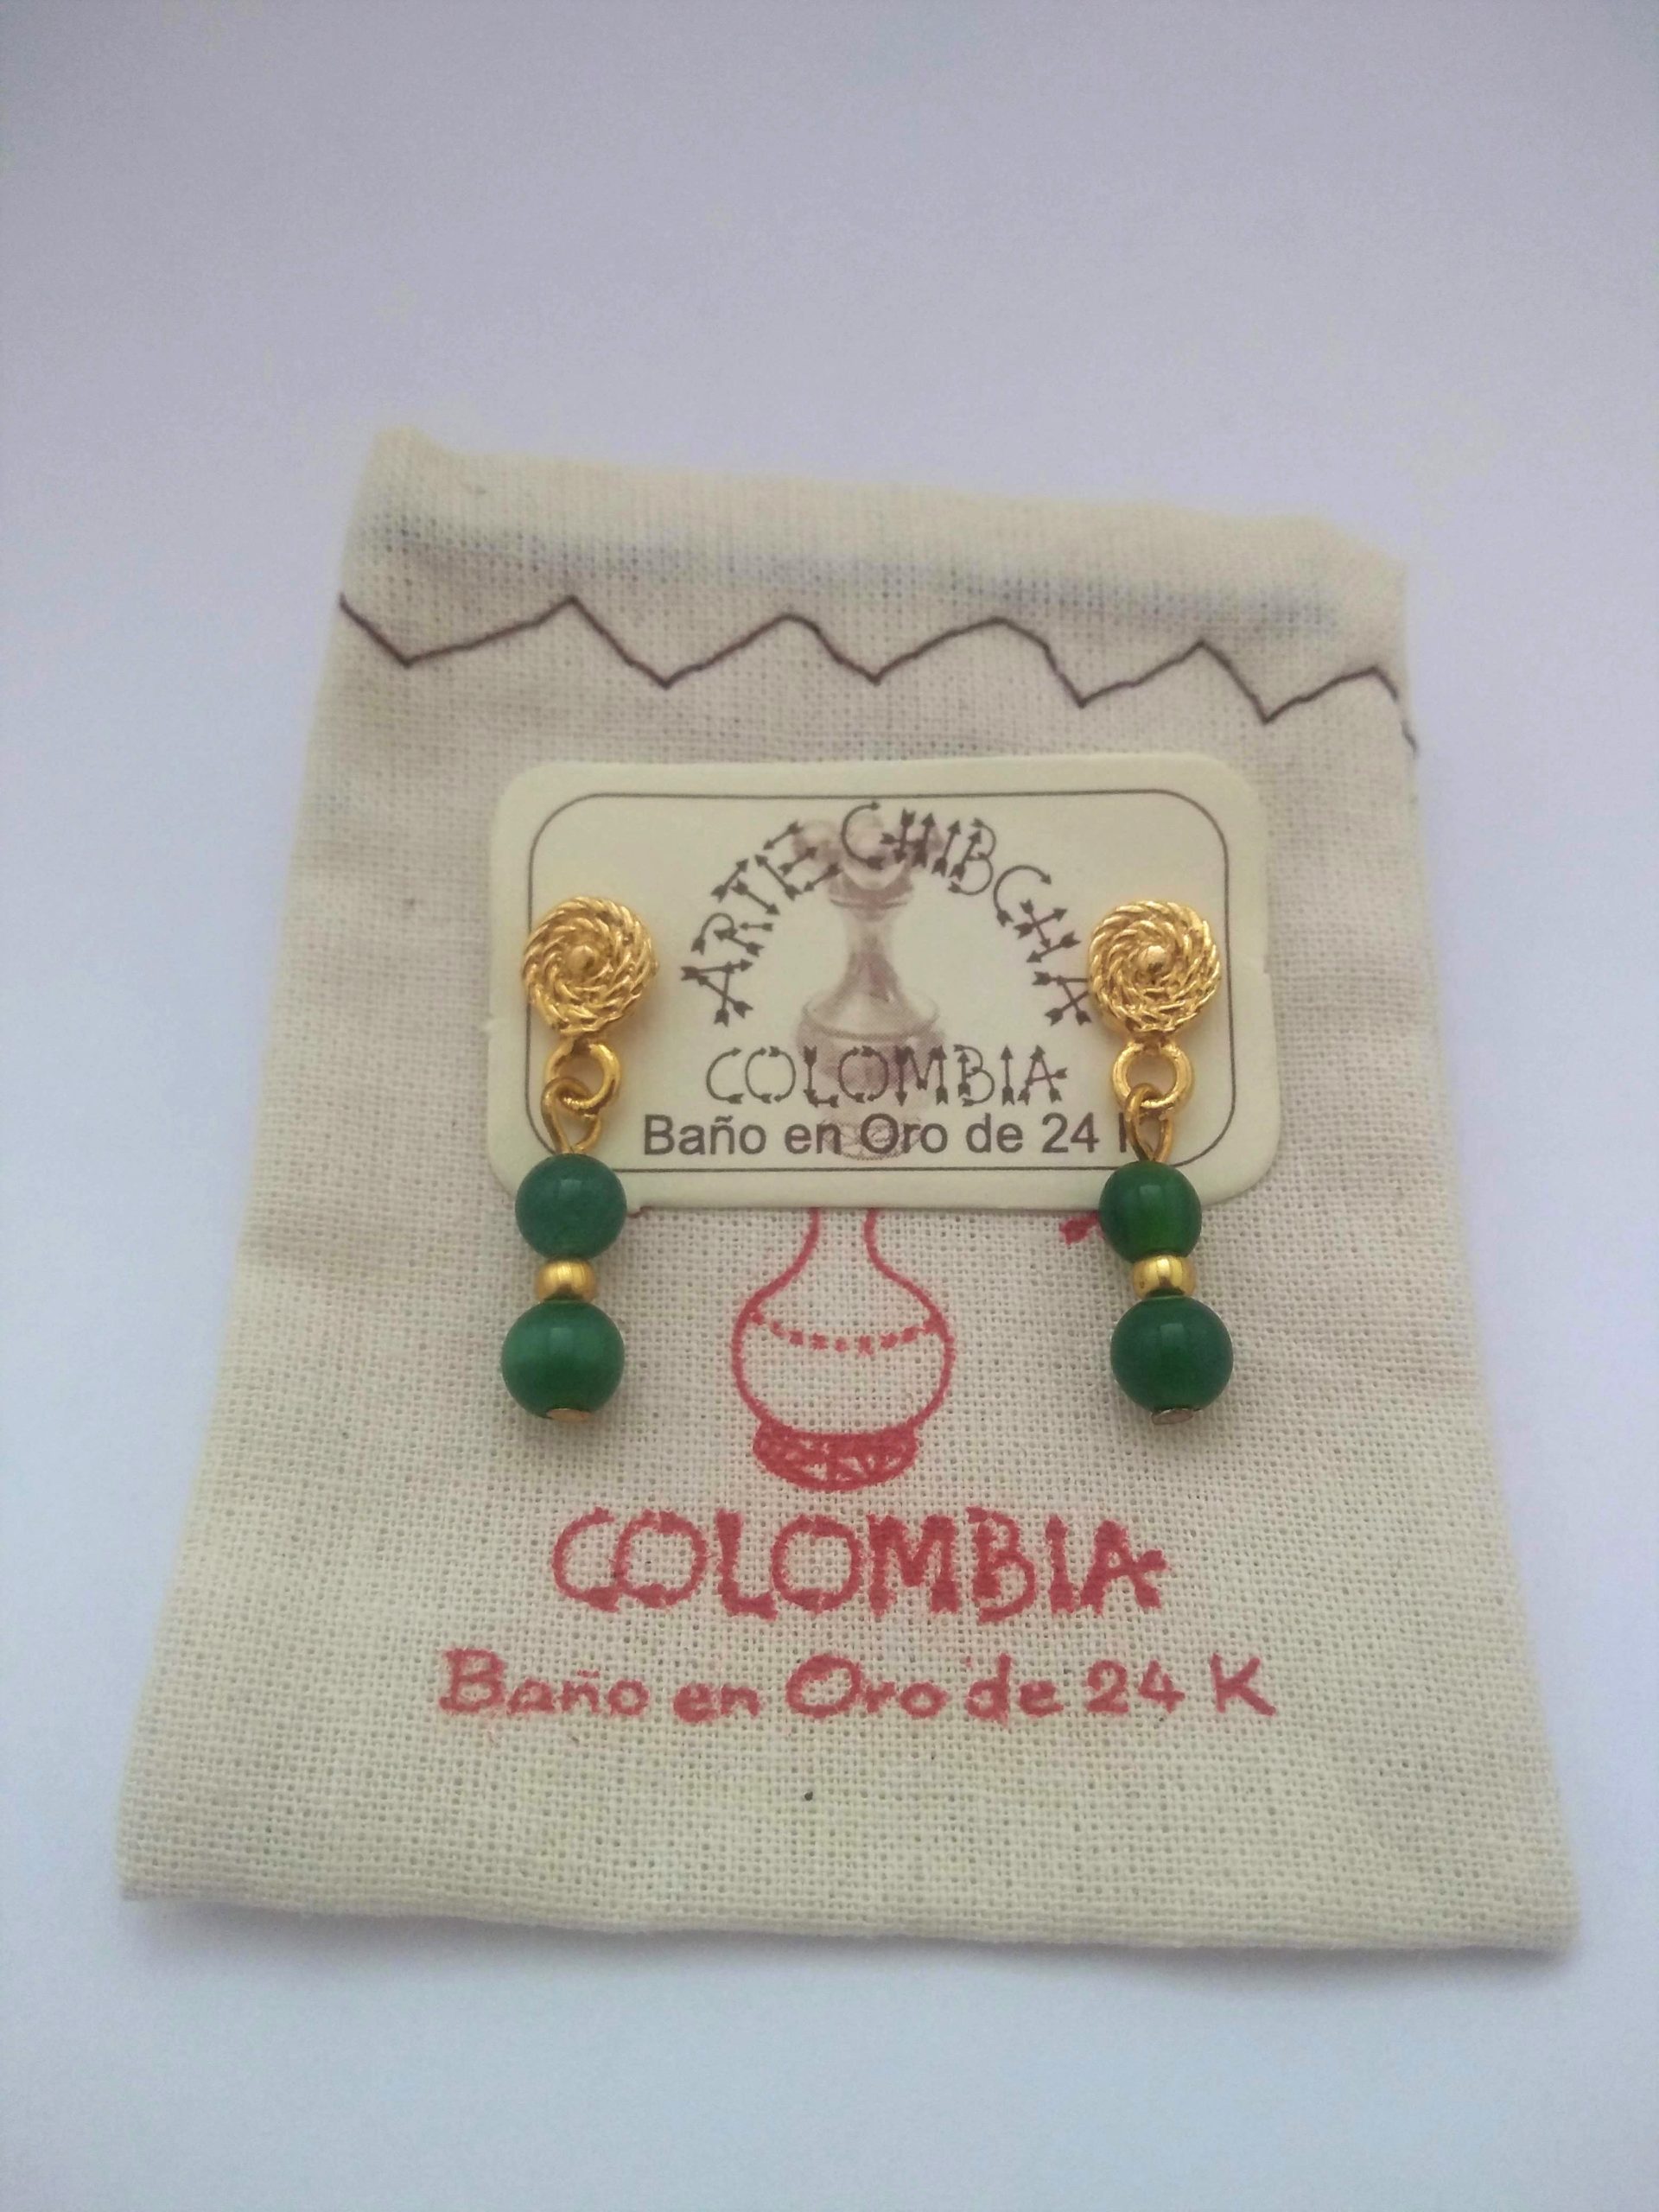 ARTE CHIBCHA
COLOMBIA
Baño en Oro de 24
COLOMBIA
Baño en Oro de 24 K